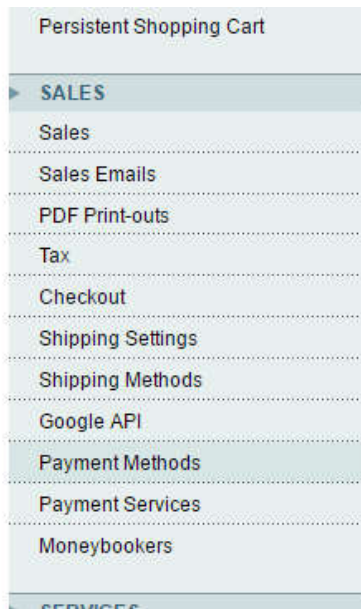 Persistent Shopping Cart
SALES
Sales
Sales Emails
PDF Print-outs
Tax
Checkout
Shipping Settings
Shipping Methods
Google API
Payment Methods
Payment Services
Moneybookers
SERVICES